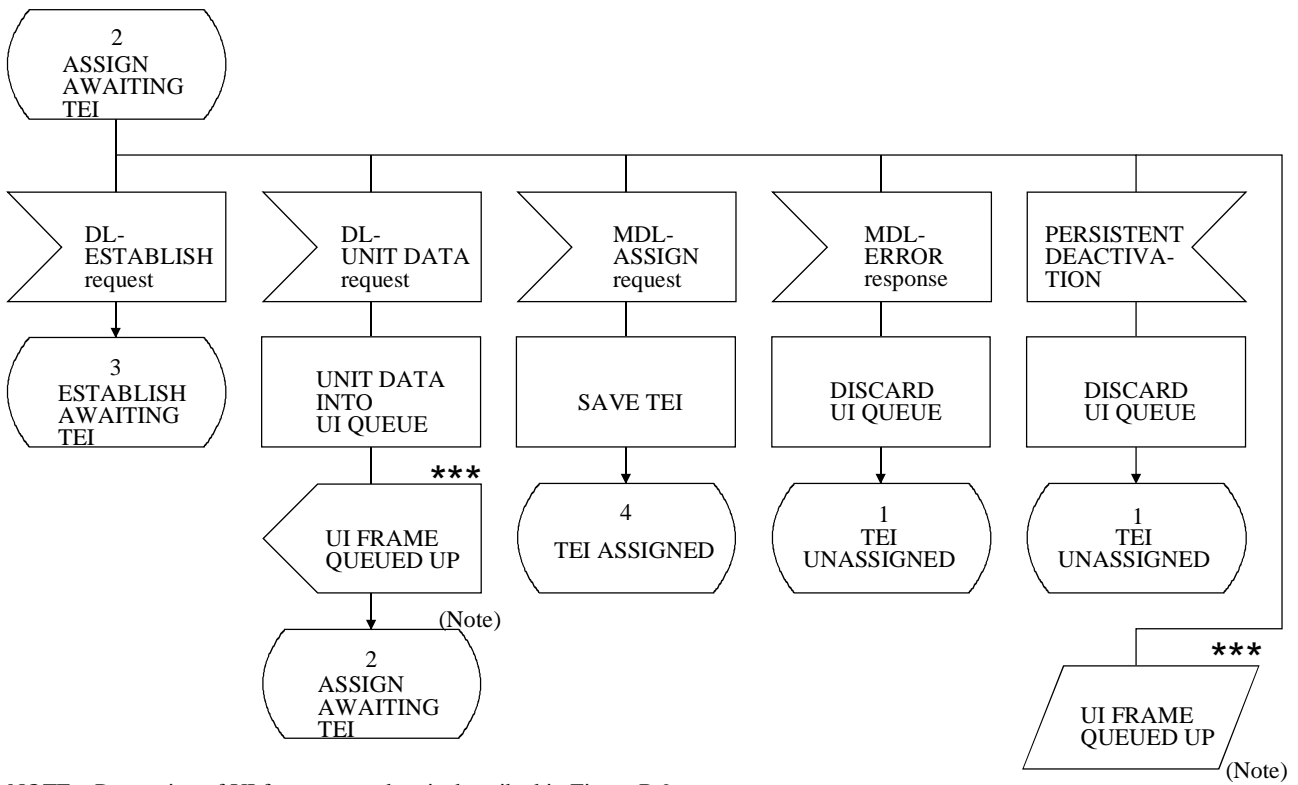 2
ASSIGN
AWAITING
TEI
DL-
ESTABLISH
request
DL-
UNIT DATA
request
MDL-
ASSIGN
request
MDL-
ERROR
response
PERSISTENT
DEACTIVA-
TION
3
ESTABLISH
AWAITING
TEI
UNIT DATA
INTO
UI QUEUE
SAVE TEI
DISCARD
UI QUEUE
DISCARD
UI QUEUE
***
UI FRAME
QUEUED UP
(Note)
4
TEI ASSIGNED
1
TEI
UNASSIGNED
1
TEI
UNASSIGNED
2
ASSIGN
AWAITING
TEI
***
UI FRAME
QUEUED UP
(Note)